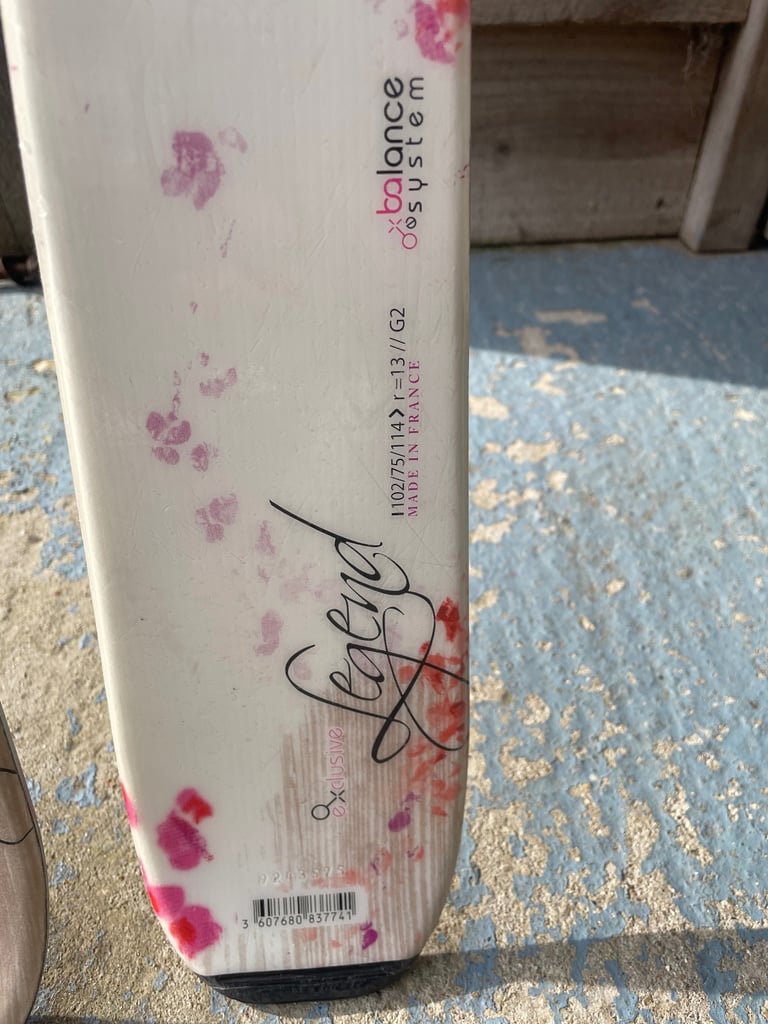 balance
system
102/75/114> r=13 // G2
MADE IN FRANCE
Legend
exclusive
3 607680 837741